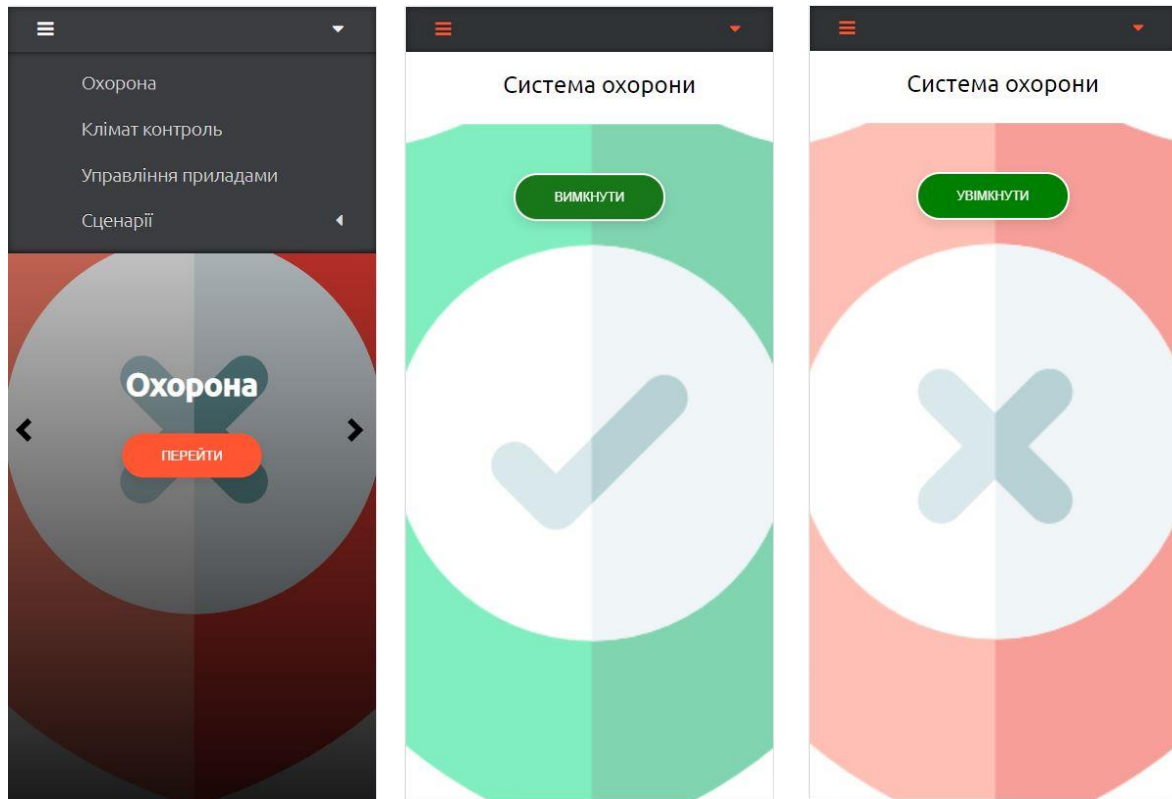 Охорона
Клімат контроль
Управління приладами
Сценарії
Охорона
ПЕРЕЙТИ
Система охорони
ВИМКНУТИ
Система охорони
УВІМКНУТИ